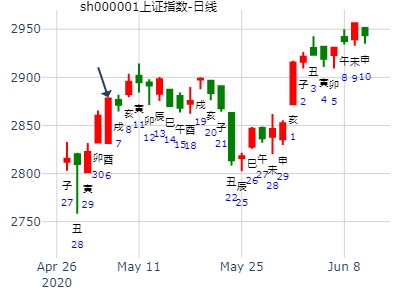 sh000001上证指数-日线
2950
2900
2850
2800
2750
子
27
丑
28
寅
29
卯
30
酉
6
戌
7
亥
8
子
11
卯
12
辰
13
巳
14
午
15
酉
18
戌
19
亥
20
子
21
丑
22
辰
25
巳
26
午
27
未
28
申
29
亥
1
子
2
丑
3
寅
4
卯
5
午
8
未
9
申
10
Apr 26
2020
May 11
May 25
Jun 8